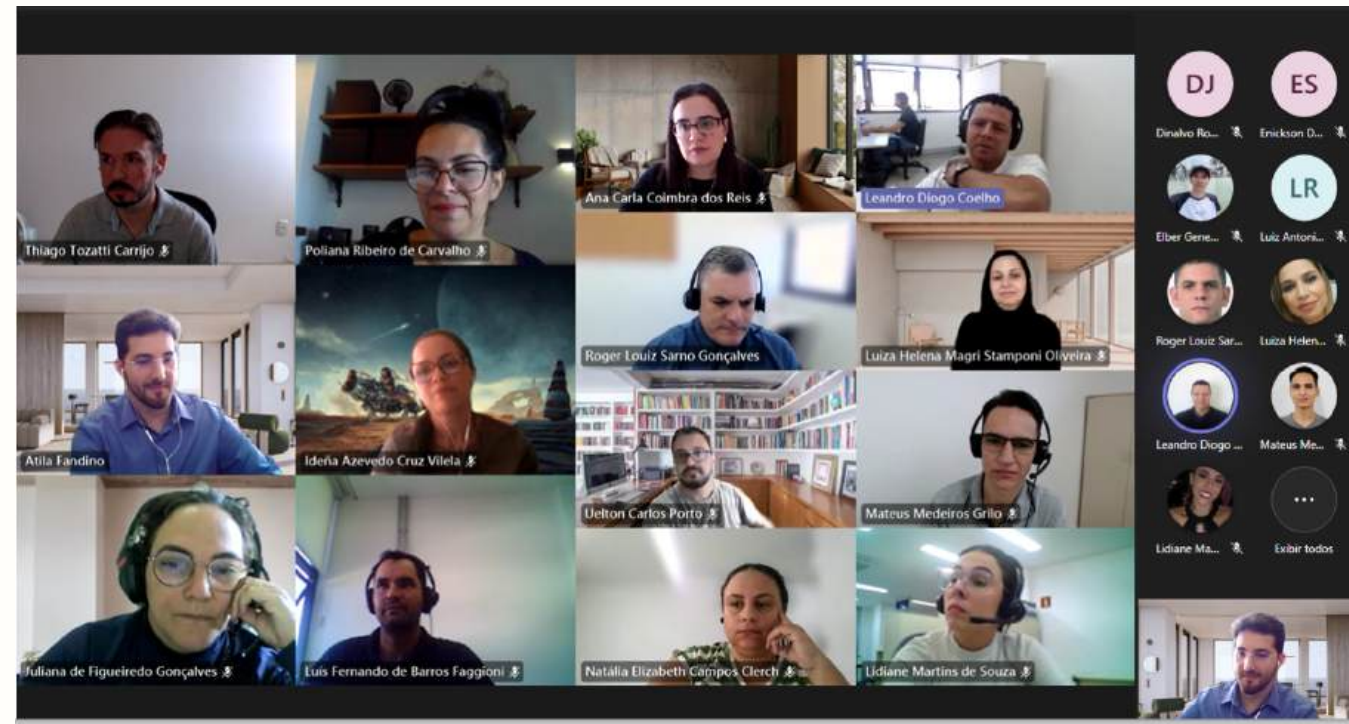 Thiago Tozatti Carrijo
Poliana Ribeiro de Carvalho
Ana Carla Coimbra dos Reis
Leandro Diogo Coelho
Roger Louiz Sarno Gonçalves
Luiza Helena Magri Stamponi Oliveira
Atila Fandino
Ideña Azevedo Cruz Vilela
Uelton Carlos Porto
Mateus Medeiros Grilo
Juliana de Figueiredo Gonçalves
Luis Fernando de Barros Faggioni
Natália Elizabeth Campos Clerch
Lidiane Martins de Souza
DJ
ES
Dinalvo Ro...
Erickson D...
LR
Elber Gene...
Luiz Antoni...
Roger Louiz Sar...
Luiza Helen...
Leandro Diogo ...
Mateus Me...
Lidiane Ma...
Exibir todos